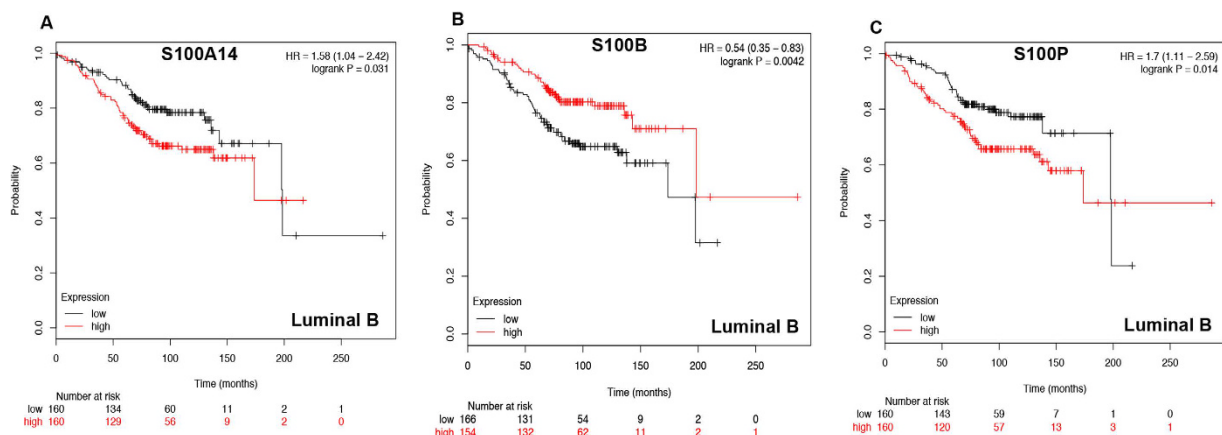 A
S100A14
HR = 1.58 (1.04 – 2.42)
logrank P = 0.031
Probability
1.0
0.8
0.6
0.4
0.2
0.0
Expression
low
high
Luminal B
0 50 100 150 200 250
Time (months)
Number at risk
low 160 134 60 11 2 1
high 160 129 56 9 2 0
B
S100B
HR = 0.54 (0.35 – 0.83)
logrank P = 0.0042
Probability
1.0
0.8
0.6
0.4
0.2
0.0
Expression
low
high
Luminal B
0 50 100 150 200 250
Time (months)
Number at risk
low 166 131 54 9 2 0
high 154 132 62 11 2 1
C
S100P
HR = 1.7 (1.11 – 2.59)
logrank P = 0.014
Probability
1.0
0.8
0.6
0.4
0.2
0.0
Expression
low
high
Luminal B
0 50 100 150 200 250
Time (months)
Number at risk
low 160 143 59 7 1 0
high 160 120 57 13 3 1